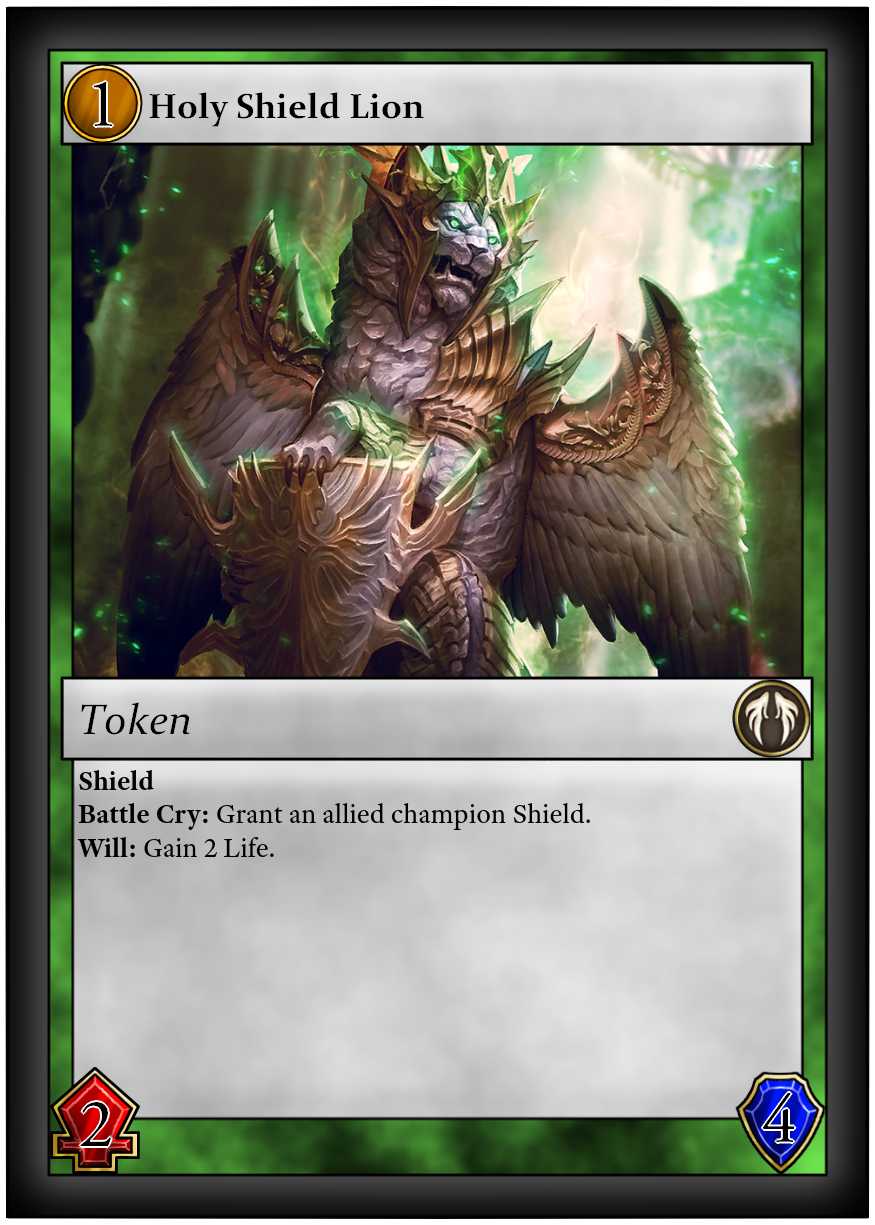 1
Holy Shield Lion
Token
Shield
Battle Cry: Grant an allied champion Shield.
Will: Gain 2 Life.
2
4